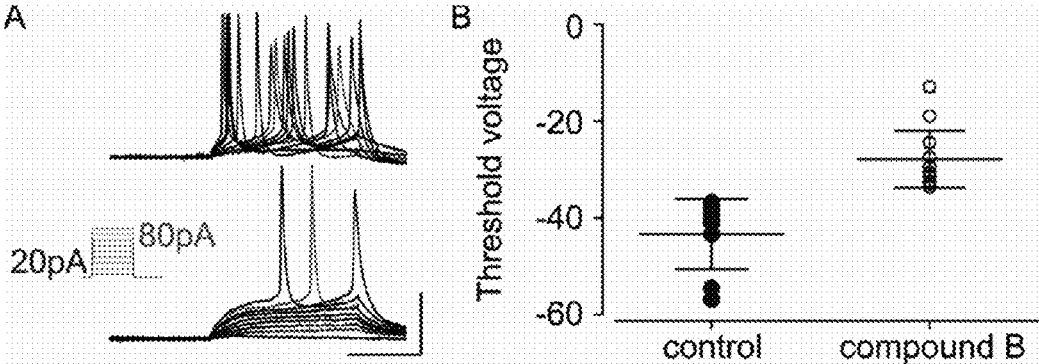 A
20pA
80pA
B
Threshold voltage
0
-20
-40
-60
control
compound B